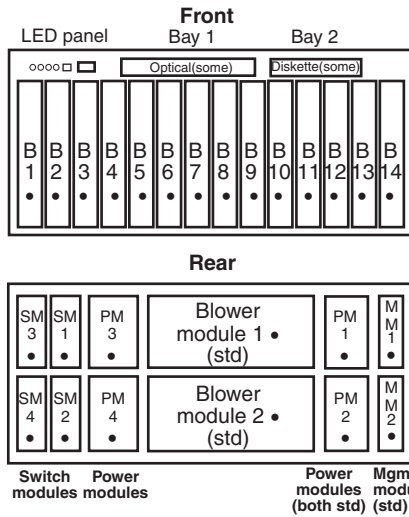 Front
LED panel Bay 1 Bay 2
Optical(some) Diskette(some)
B B B B B B B B B B B B B B
1 2 3 4 5 6 7 8 9 10 11 12 13 14
Rear
SM SM PM Blower PM M
3 1 3 module 1 1 M
(std) 1
SM SM PM Blower PM M
4 2 4 module 2 2 M
(std) 2
Switch Power Power Mgm
modules modules modules modu
(both std) (std)